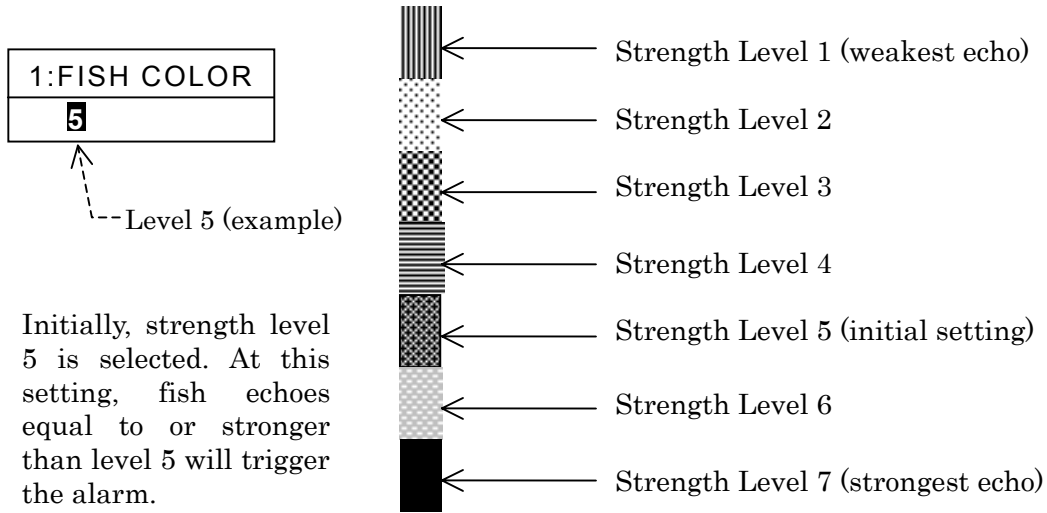 1:FISH COLOR
5
Level 5 (example)
Initially, strength level
5 is selected. At this
setting, fish echoes
equal to or stronger
than level 5 will trigger
the alarm.
Strength Level 1 (weakest echo)
Strength Level 2
Strength Level 3
Strength Level 4
Strength Level 5 (initial setting)
Strength Level 6
Strength Level 7 (strongest echo)